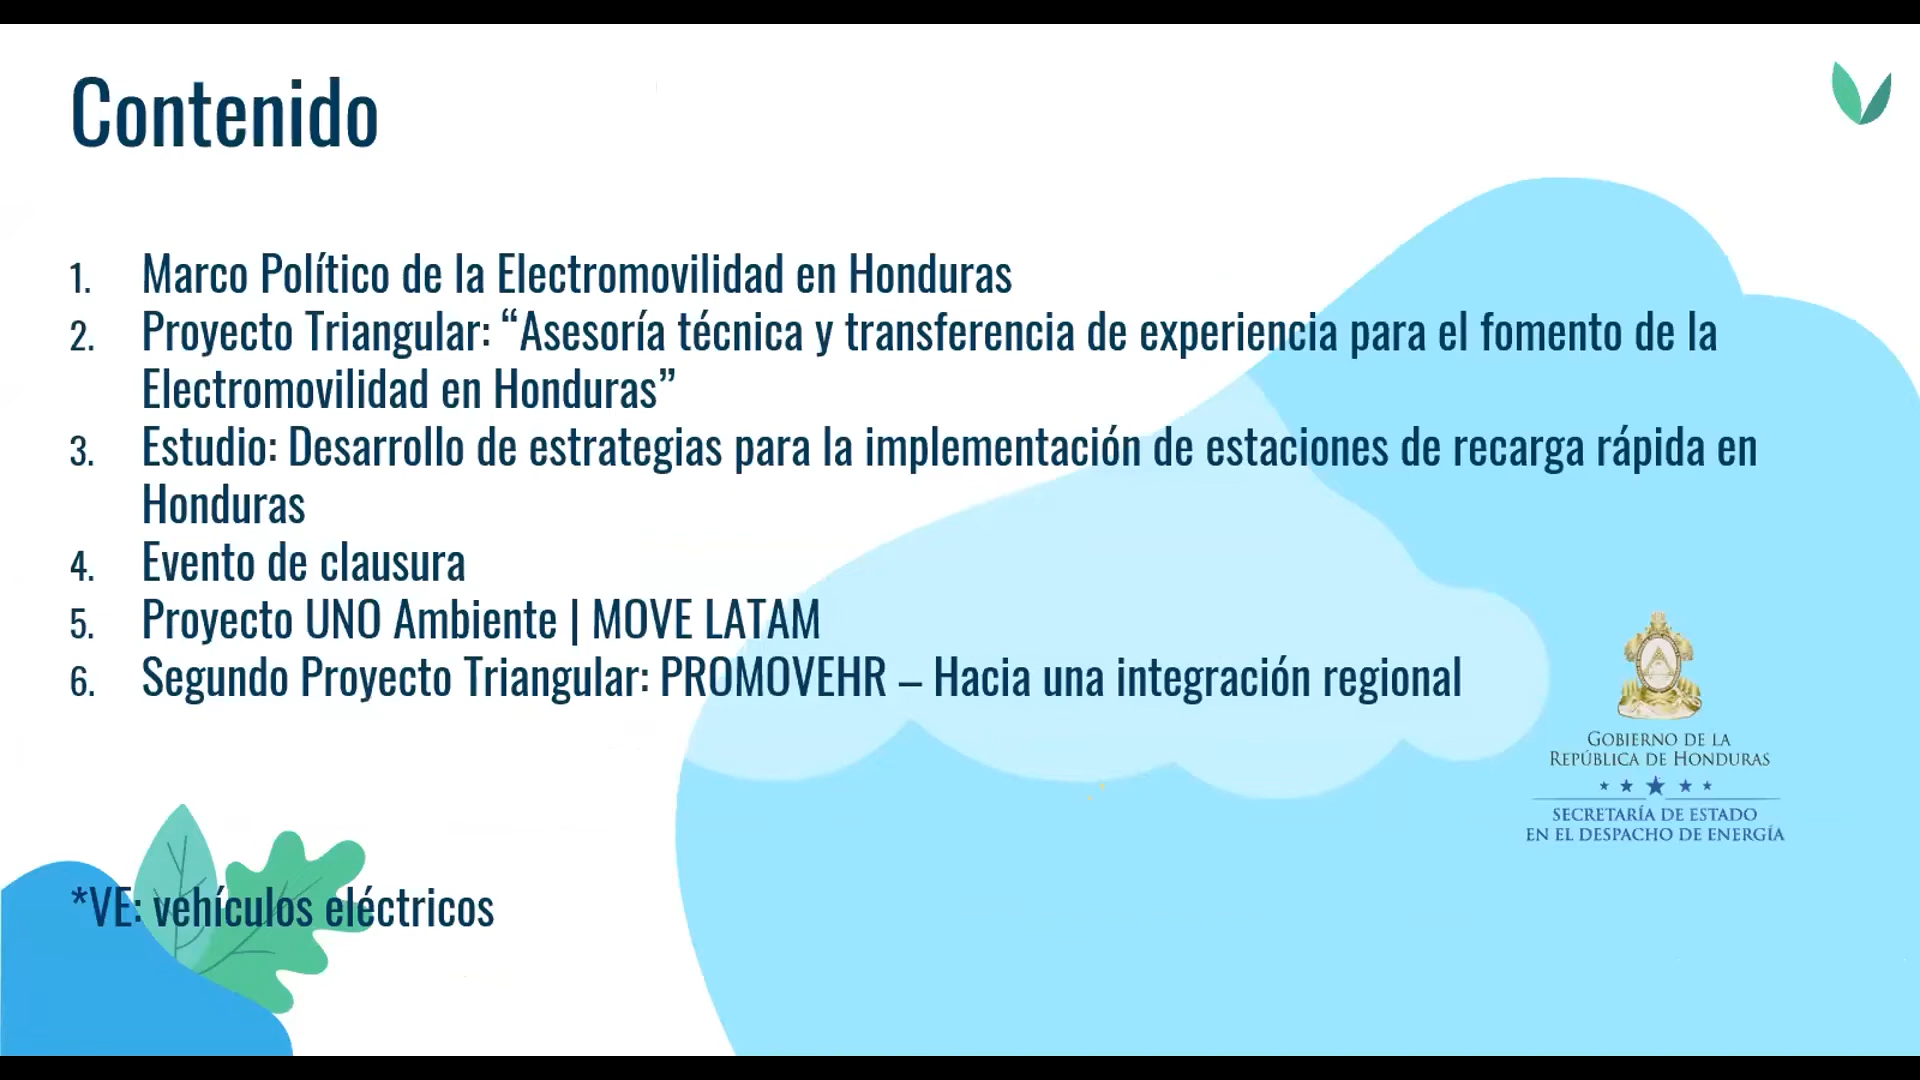 Contenido
1. Marco Político de la Electromovilidad en Honduras
2. Proyecto Triangular: “Asesoría técnica y transferencia de experiencia para el fomento de la
Electromovilidad en Honduras”
3. Estudio: Desarrollo de estrategias para la implementación de estaciones de recarga rápida en
Honduras
4. Evento de clausura
5. Proyecto UNO Ambiente | MOVE LATAM
6. Segundo Proyecto Triangular: PROMOVEHR – Hacia una integración regional
GOBIERNO DE LA
REPÚBLICA DE HONDURAS
SECRETARÍA DE ESTADO
EN EL DESPACHO DE ENERGÍA
*VE: vehículos eléctricos